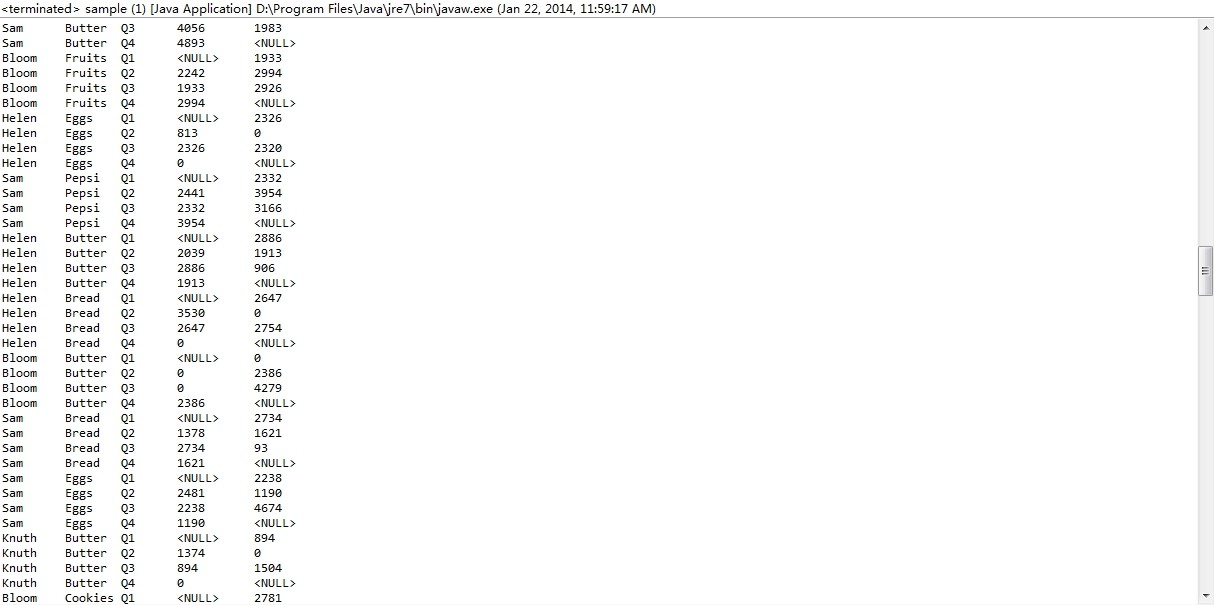 <terminated> sample (1) [Java Application] D:\Program Files\Java\jre7\bin\javaw.exe (Jan 22, 2014, 11:59:17 AM)
Sam Butter Q3 4056 1983
Sam Butter Q4 4893 <NULL>
Bloom Fruits Q1 <NULL> 1933
Bloom Fruits Q2 2242 2994
Bloom Fruits Q3 1933 2926
Bloom Fruits Q4 2994 <NULL>
Helen Eggs Q1 <NULL> 2326
Helen Eggs Q2 813 0
Helen Eggs Q3 2326 2320
Helen Eggs Q4 0 <NULL>
Sam Pepsi Q1 <NULL> 2332
Sam Pepsi Q2 2441 3954
Sam Pepsi Q3 2332 3166
Sam Pepsi Q4 3954 <NULL>
Helen Butter Q1 <NULL> 2886
Helen Butter Q2 2039 1913
Helen Butter Q3 2886 906
Helen Butter Q4 1913 <NULL>
Helen Bread Q1 <NULL> 2647
Helen Bread Q2 3530 0
Helen Bread Q3 2647 2754
Helen Bread Q4 0 <NULL>
Bloom Butter Q1 <NULL> 0
Bloom Butter Q2 0 2386
Bloom Butter Q3 0 4279
Bloom Butter Q4 2386 <NULL>
Sam Bread Q1 <NULL> 2734
Sam Bread Q2 1378 1621
Sam Bread Q3 2734 93
Sam Bread Q4 1621 <NULL>
Sam Eggs Q1 <NULL> 2238
Sam Eggs Q2 2481 1190
Sam Eggs Q3 2238 4674
Sam Eggs Q4 1190 <NULL>
Knuth Butter Q1 <NULL> 894
Knuth Butter Q2 1374 0
Knuth Butter Q3 894 1504
Knuth Butter Q4 0 <NULL>
Bloom Cookies Q1 <NULL> 2781